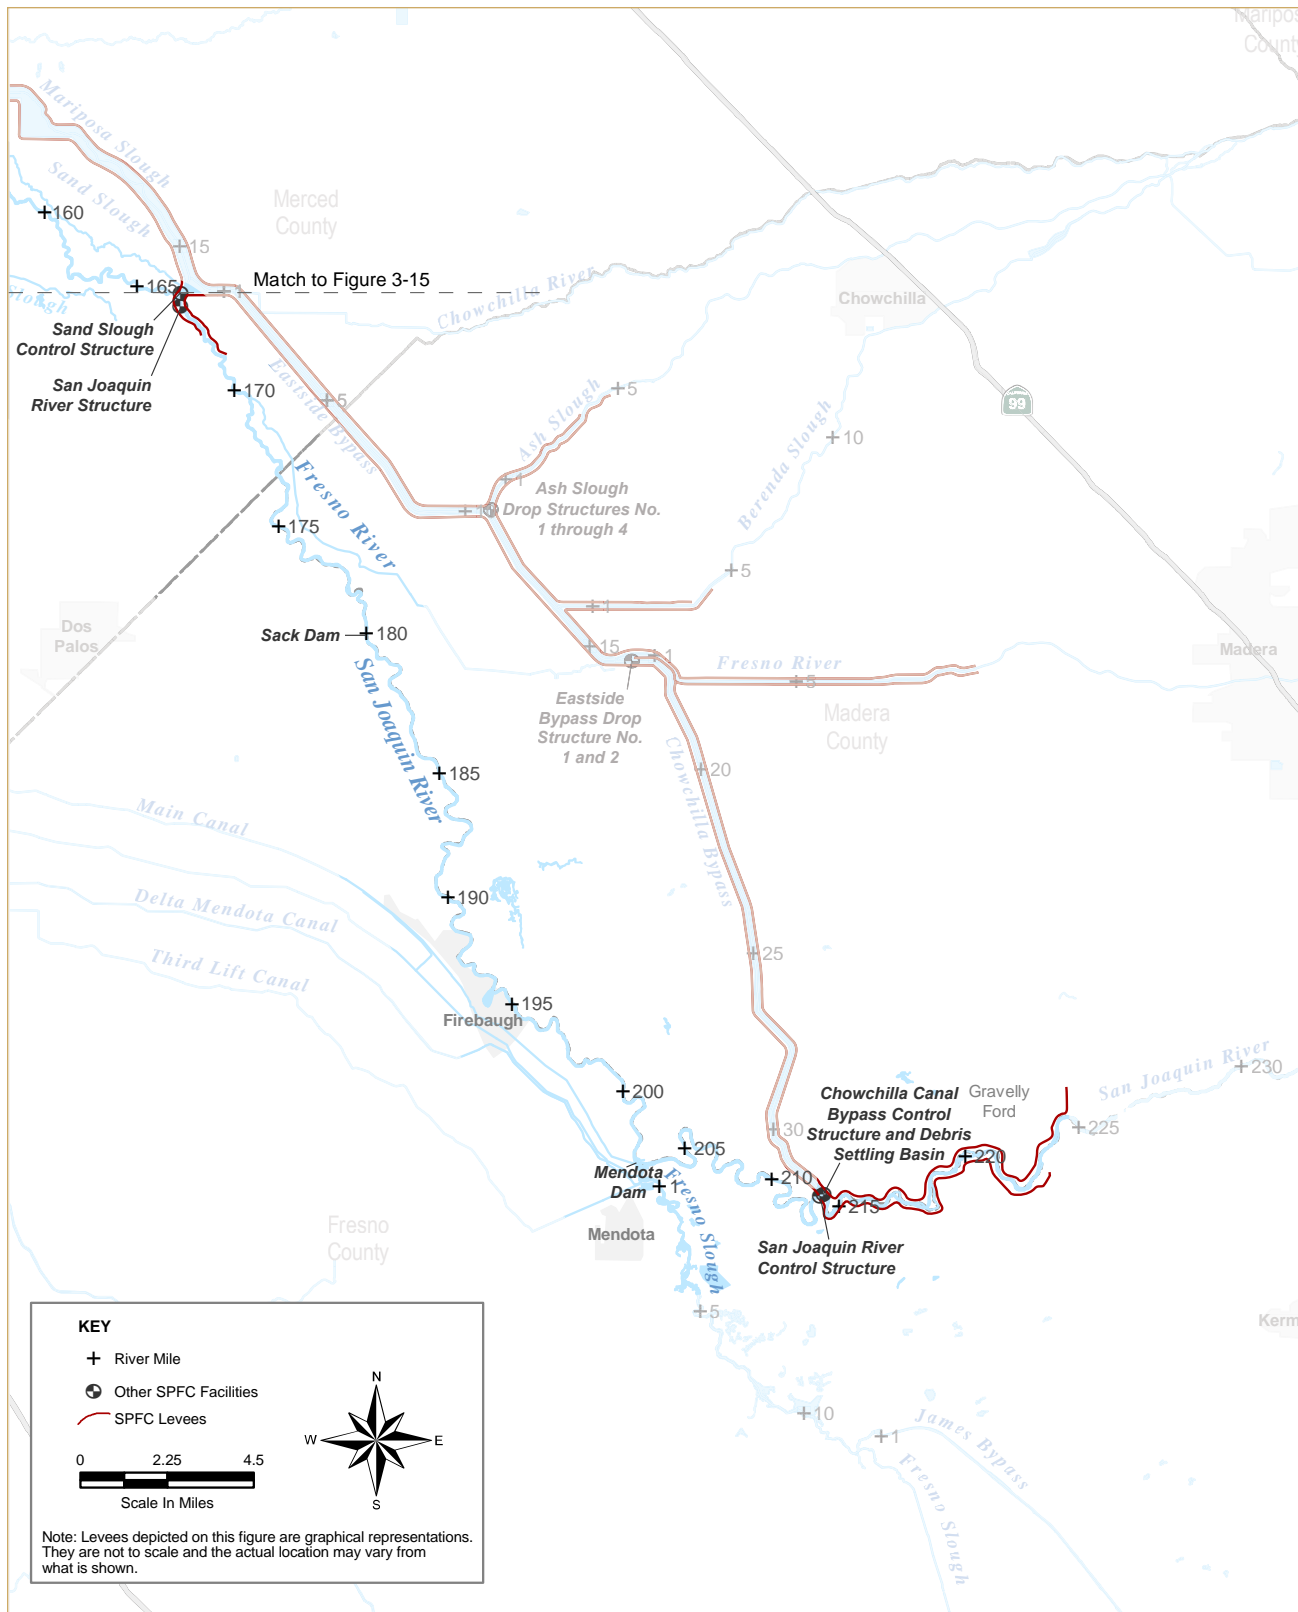 Mariposa
County
Mariposa Slough
Sand Slough
Merced
County
160
15
Match to Figure 3-15
165
1
Slough
Chowchilla River
Chowchilla
Sand Slough
Control Structure
San Joaquin
River Structure
170
5
Eastside Bypass
99
Ash Slough
5
Berenda Slough
10
Fresno River
1
Ash Slough
Drop Structures No.
1 through 4
175
5
1
Dos
Palos
Sack Dam
180
15
1
Fresno River
5
Madera
San Joaquin River
Eastside
Bypass Drop
Structure No.
1 and 2
Madera
County
Chowchilla Bypass
20
185
Main Canal
190
Delta Mendota Canal
Third Lift Canal
25
195
Firebaugh
San Joaquin River
230
200
Chowchilla Canal
Bypass Control
Structure and Debris
Settling Basin
Gravelly
Ford
225
30
205
220
Mendota
Dam
1
210
215
Fresno Slough
Mendota
San Joaquin River
Control Structure
Fresno
County
5
Kerm
10
1
James Bypass
Fresno Slough
KEY
River Mile
Other SPFC Facilities
SPFC Levees
0 2.25 4.5
Scale In Miles
N
W
E
S
Note: Levees depicted on this figure are graphical representations.
They are not to scale and the actual location may vary from
what is shown.